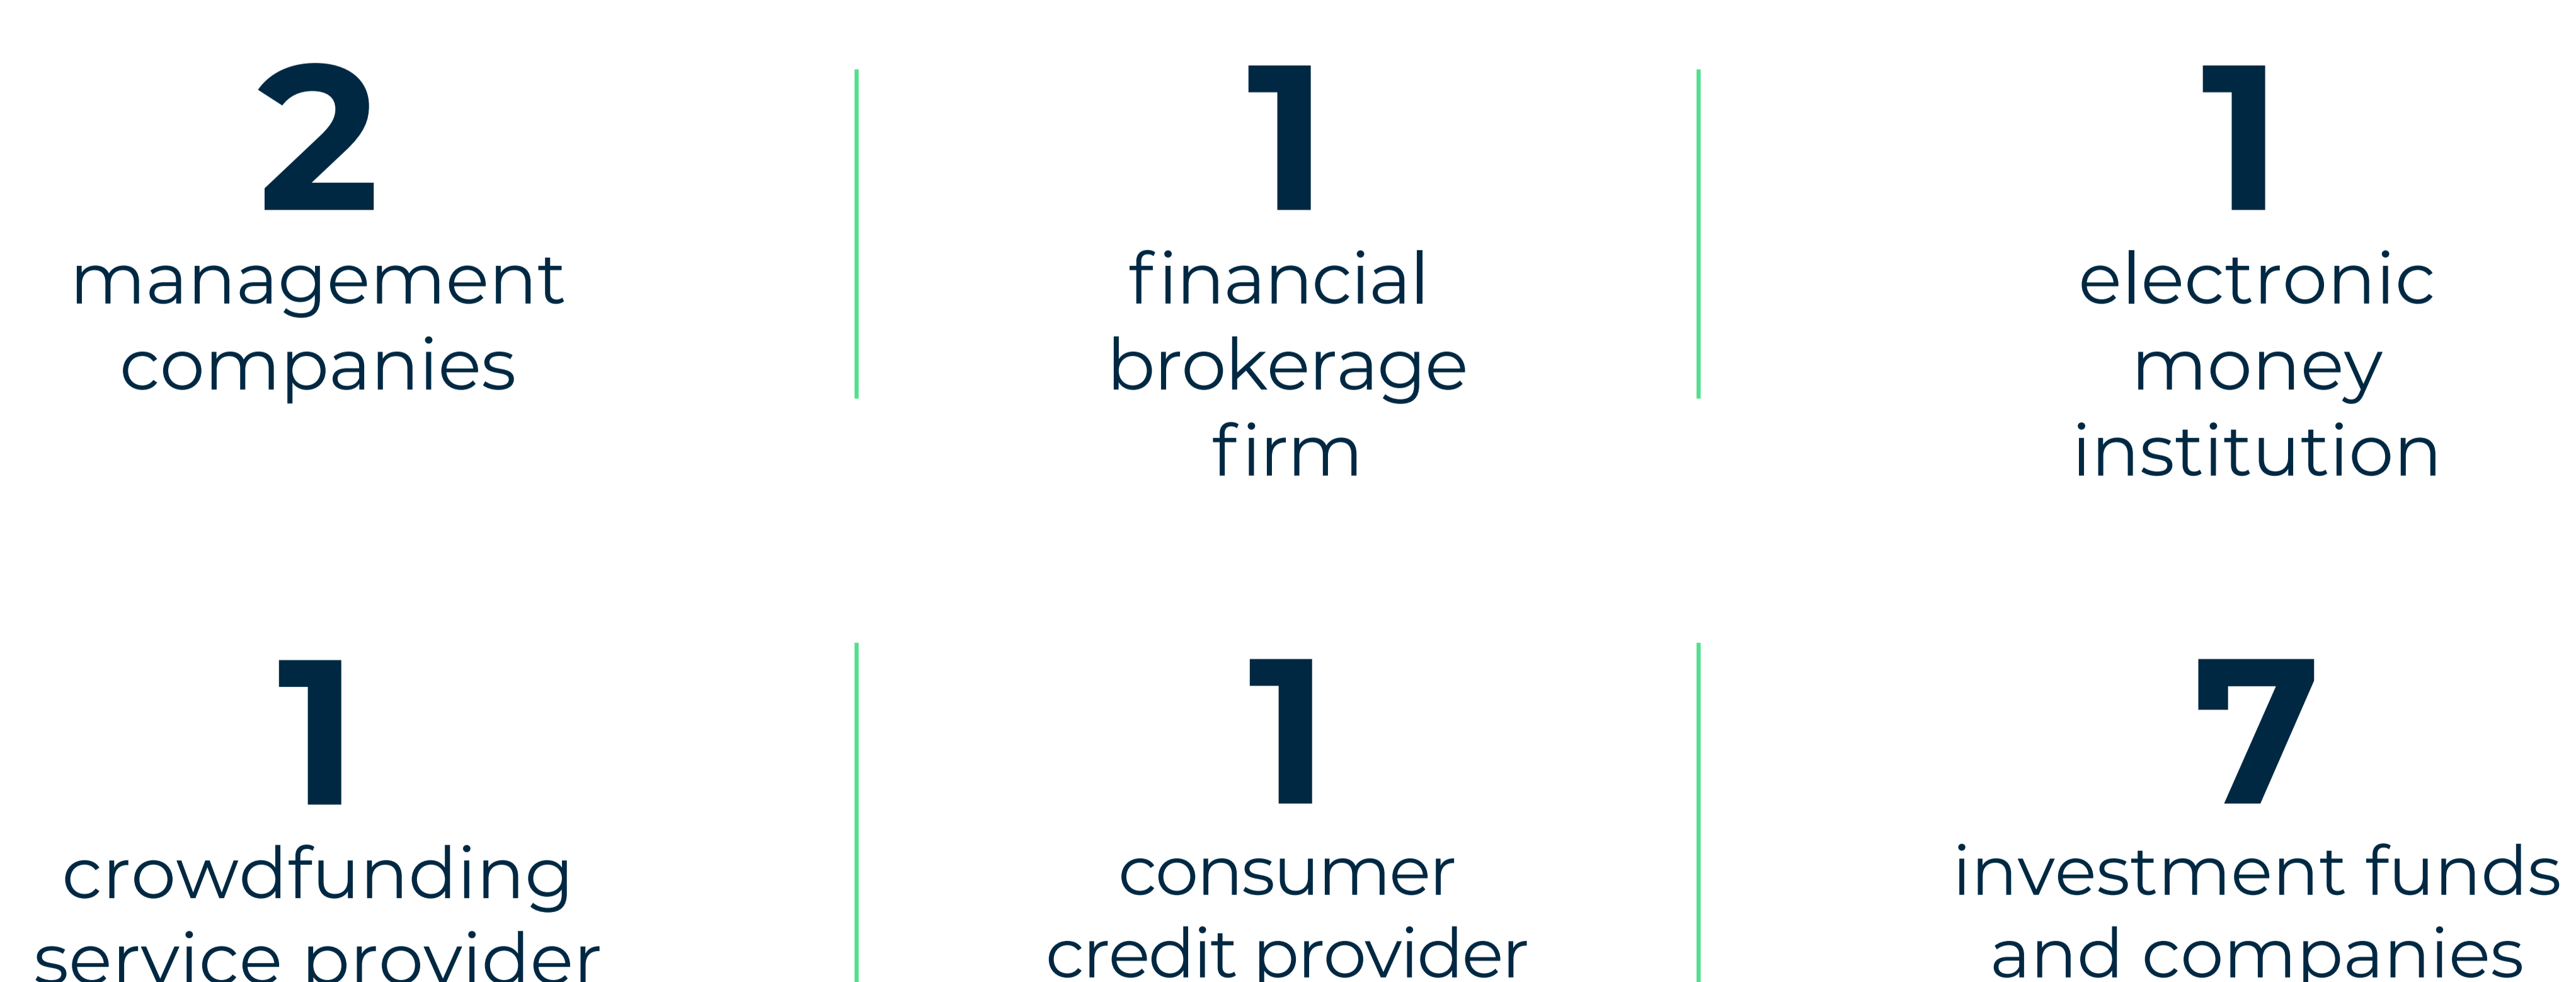 2
management
companies
1
financial
brokerage
firm
1
electronic
money
institution
1
crowdfunding
service provider
1
consumer
credit provider
7
investment funds
and companies